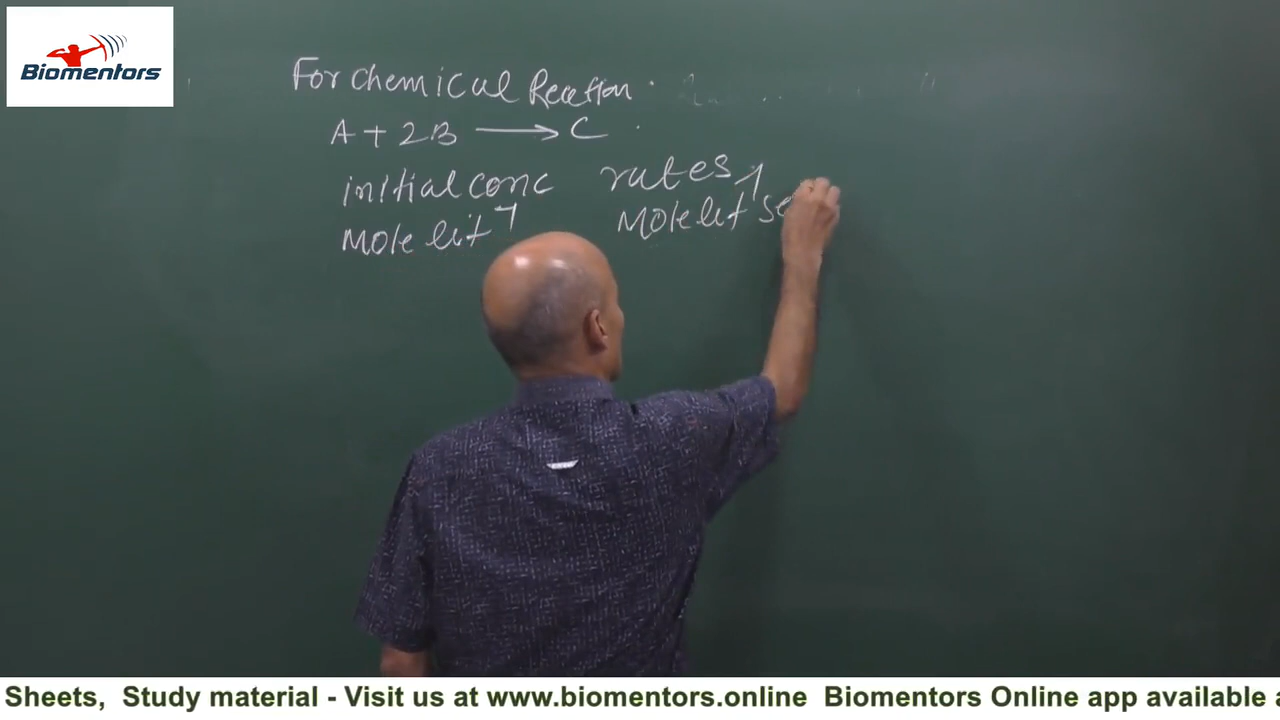 Biomentors
For chemical Reaction.
A + 2B ⟶ C .
initial conc rates
mole lit⁻¹ mole lit⁻¹ se
Sheets, Study material - Visit us at www.biomentors.online Biomentors Online app available a